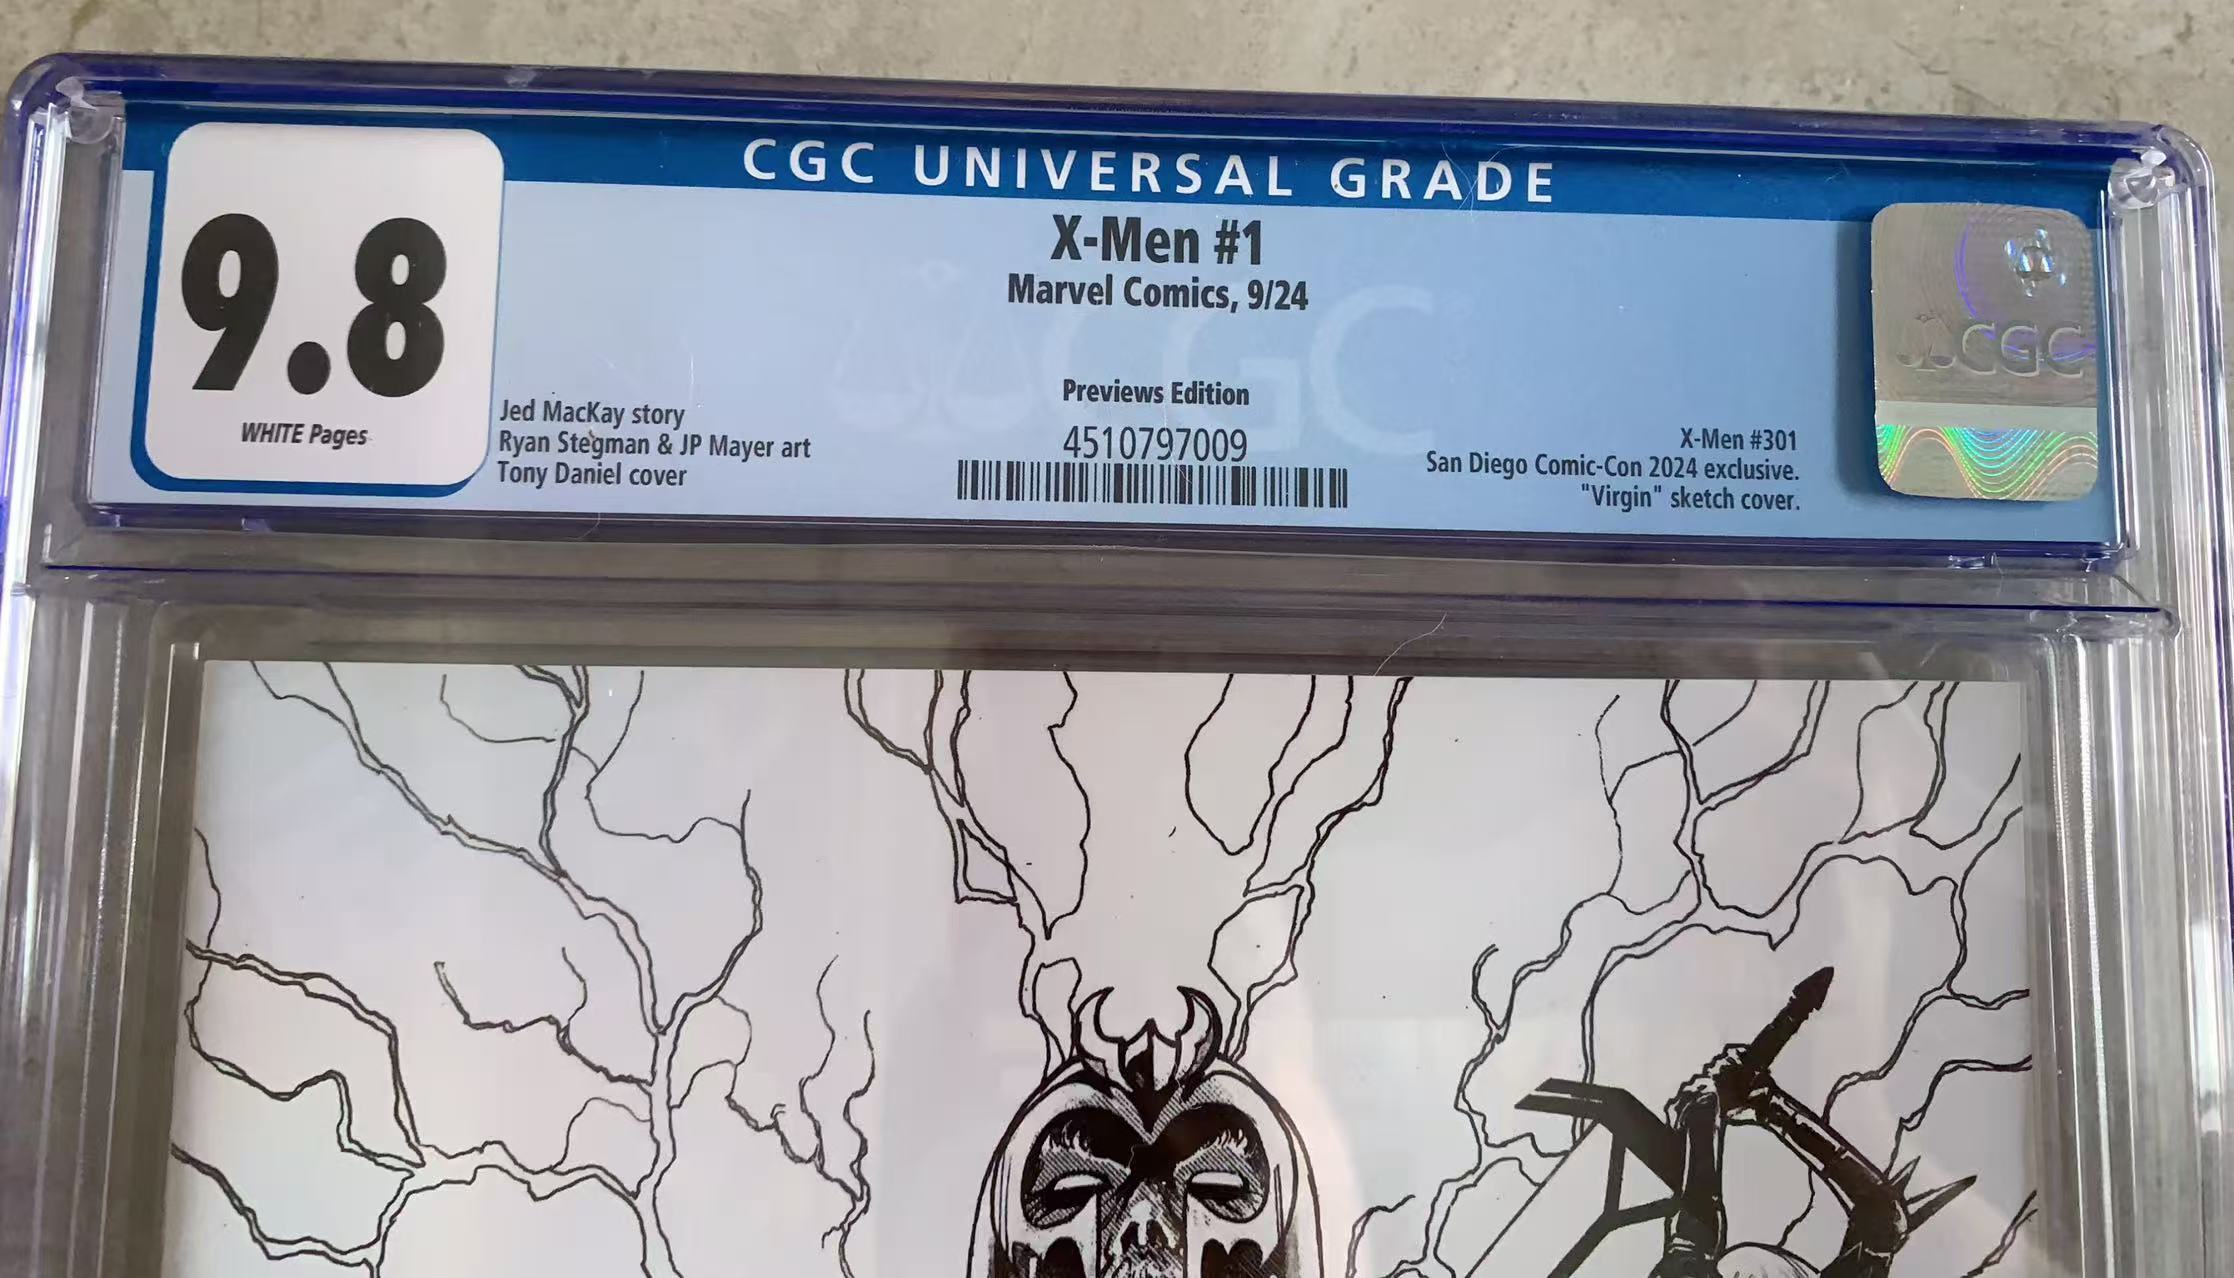 CGC UNIVERSAL GRADE
9.8
WHITE Pages
X-Men #1
Marvel Comics, 9/24
Previews Edition
4510797009
Jed MacKay story
Ryan Stegman & JP Mayer art
Tony Daniel cover
X-Men #301
San Diego Comic-Con 2024 exclusive.
"Virgin" sketch cover.
CGC
CGC